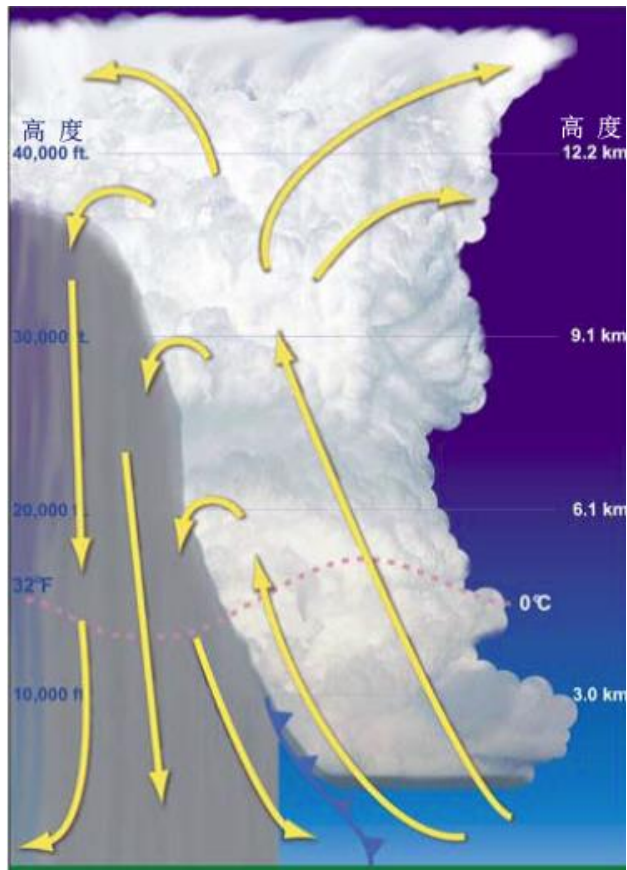 高 度
40,000 ft.
30,000 ft.
20,000 ft.
32°F
10,000 ft
高 度
12.2 km
9.1 km
6.1 km
0°C
3.0 km